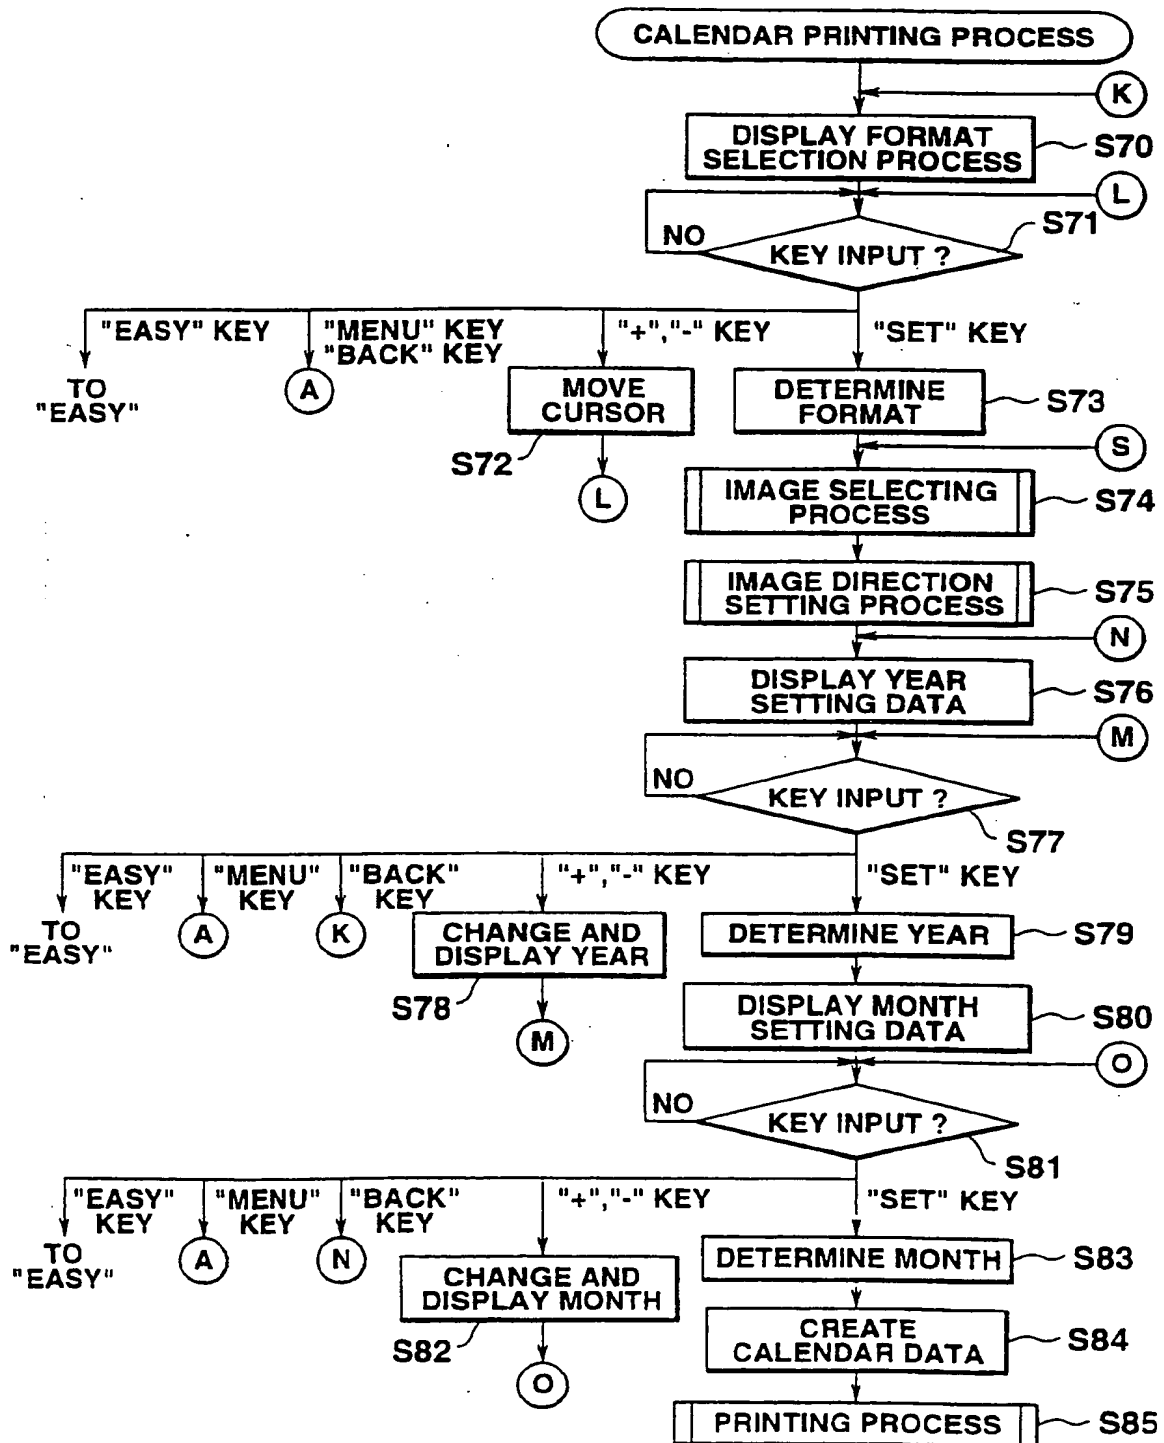 CALENDAR PRINTING PROCESS
K
DISPLAY FORMAT
SELECTION PROCESS
S70
L
S71
NO
KEY INPUT ?
"EASY" KEY
"MENU" KEY
"BACK" KEY
"+","-" KEY
"SET" KEY
TO
"EASY"
A
MOVE
CURSOR
S72
L
DETERMINE
FORMAT
S73
S
IMAGE SELECTING
PROCESS
S74
IMAGE DIRECTION
SETTING PROCESS
S75
N
DISPLAY YEAR
SETTING DATA
S76
M
NO
KEY INPUT ?
S77
"EASY"
KEY
"MENU"
KEY
"BACK"
KEY
"+","-" KEY
"SET" KEY
TO
"EASY"
A
K
CHANGE AND
DISPLAY YEAR
S78
M
DETERMINE YEAR
S79
DISPLAY MONTH
SETTING DATA
S80
O
NO
KEY INPUT ?
S81
"EASY"
KEY
"MENU"
KEY
"BACK"
KEY
"+","-" KEY
"SET" KEY
TO
"EASY"
A
N
CHANGE AND
DISPLAY MONTH
S82
O
DETERMINE MONTH
S83
CREATE
CALENDAR DATA
S84
PRINTING PROCESS
S85